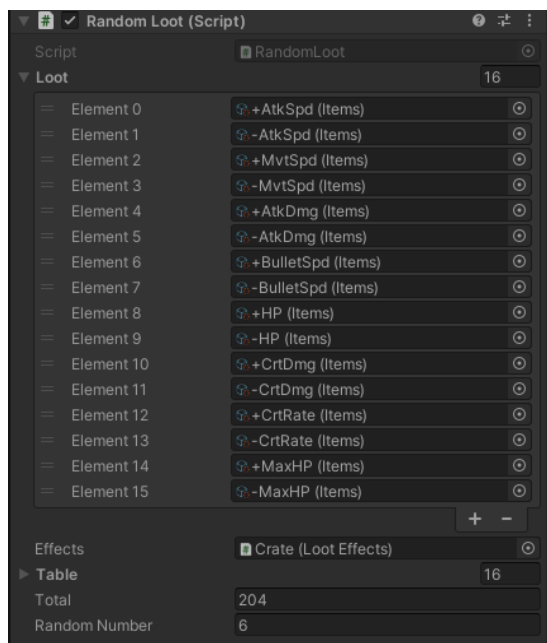 Random Loot (Script)
Script RandomLoot
Loot 16
Element 0 +AtkSpd (Items)
Element 1 -AtkSpd (Items)
Element 2 +MvtSpd (Items)
Element 3 -MvtSpd (Items)
Element 4 +AtkDmg (Items)
Element 5 -AtkDmg (Items)
Element 6 +BulletSpd (Items)
Element 7 -BulletSpd (Items)
Element 8 +HP (Items)
Element 9 -HP (Items)
Element 10 +CrtDmg (Items)
Element 11 -CrtDmg (Items)
Element 12 +CrtRate (Items)
Element 13 -CrtRate (Items)
Element 14 +MaxHP (Items)
Element 15 -MaxHP (Items)
+ -
Effects Crate (Loot Effects)
Table 16
Total 204
Random Number 6